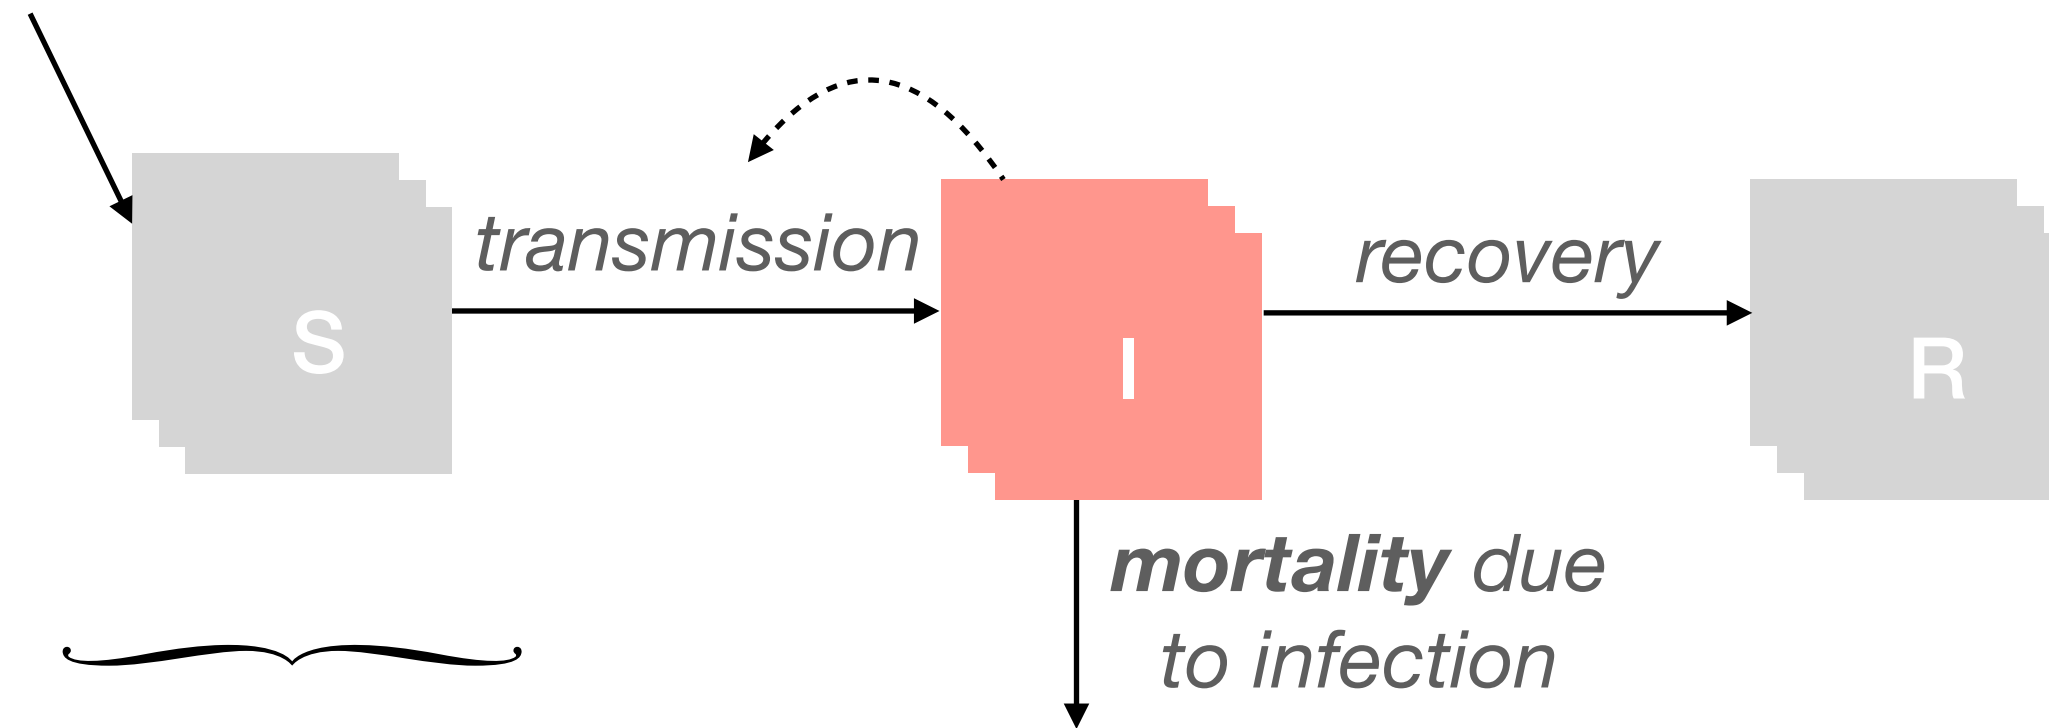 transmission
recovery
S
I
R
mortality due
to infection